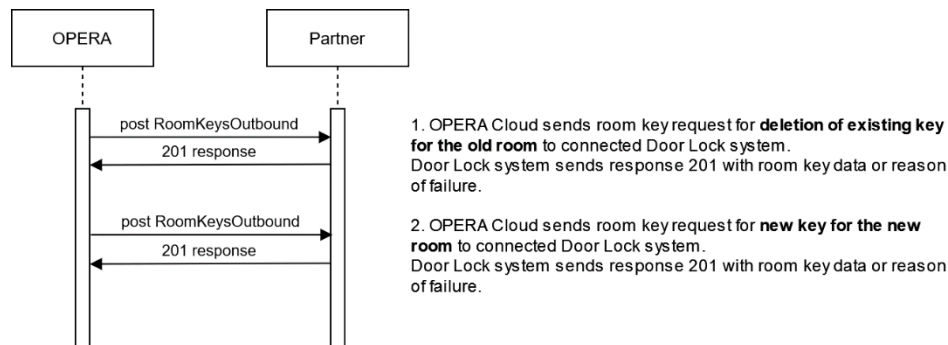 OPERA
Partner
post RoomKeysOutbound
201 response
post RoomKeysOutbound
201 response
1. OPERA Cloud sends room key request for deletion of existing key
for the old room to connected Door Lock system.
Door Lock system sends response 201 with room key data or reason
of failure.
2. OPERA Cloud sends room key request for new key for the new
room to connected Door Lock system.
Door Lock system sends response 201 with room key data or reason
of failure.